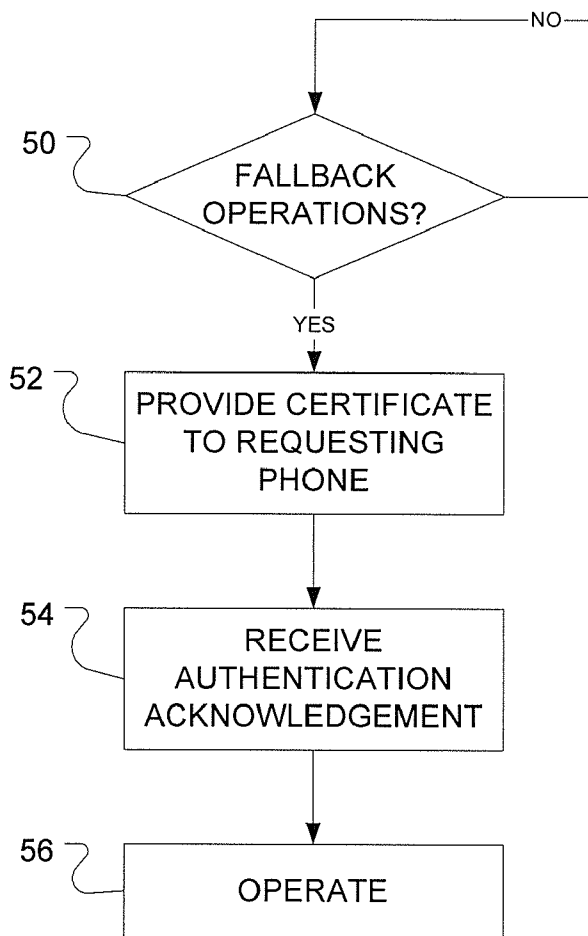 NO
50
FALLBACK
OPERATIONS?
YES
52
PROVIDE CERTIFICATE
TO REQUESTING
PHONE
54
RECEIVE
AUTHENTICATION
ACKNOWLEDGEMENT
56
OPERATE